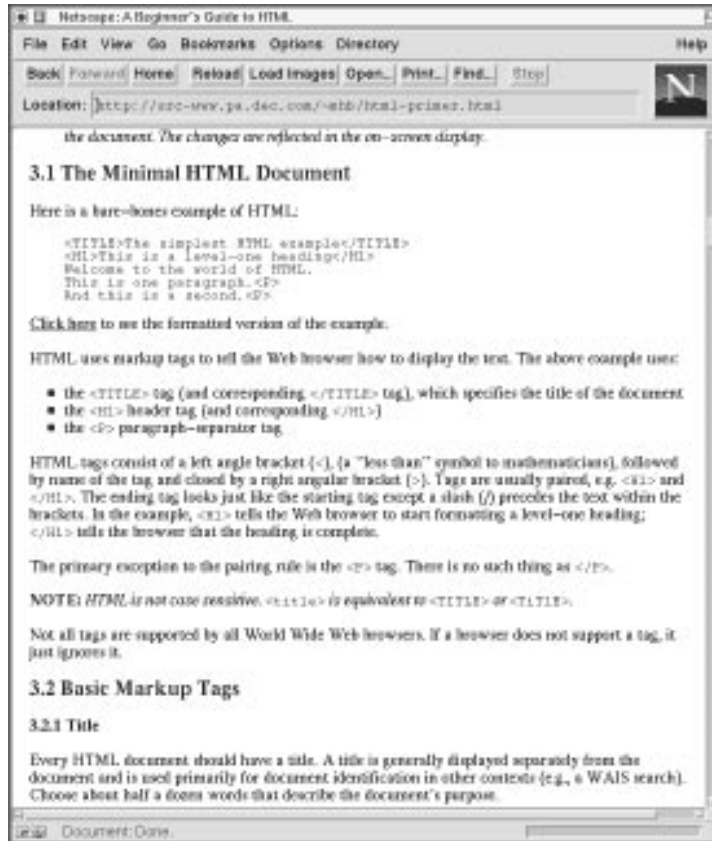 Netscape: A Beginner's Guide to HTML
File Edit View Go Bookmarks Options Directory Help
Back Forward Home Reload Load Images Open... Print... Find... Stop
N
Location: http://src-www.pa.dec.com/~mhb/html-primer.html
the document. The changes are reflected in the on-screen display.
3.1 The Minimal HTML Document
Here is a bare-bones example of HTML:
<TITLE>The simplest HTML example</TITLE>
<H1>This is a level-one heading</H1>
Welcome to the world of HTML.
This is one paragraph.<P>
And this is a second.<P>
Click here to see the formatted version of the example.
HTML uses markup tags to tell the Web browser how to display the text. The above example uses:
• the <TITLE> tag (and corresponding </TITLE> tag), which specifies the title of the document
• the <H1> header tag (and corresponding </H1>)
• the <P> paragraph-separator tag
HTML tags consist of a left angle bracket (<), (a "less than" symbol to mathematicians), followed
by name of the tag and closed by a right angular bracket (>). Tags are usually paired, e.g. <H1> and
</H1>. The ending tag looks just like the starting tag except a slash (/) precedes the text within the
brackets. In the example, <H1> tells the Web browser to start formatting a level-one heading;
</H1> tells the browser that the heading is complete.
The primary exception to the pairing rule is the <P> tag. There is no such thing as </P>.
NOTE: HTML is not case sensitive. <title> is equivalent to <TITLE> or <TiTlE>.
Not all tags are supported by all World Wide Web browsers. If a browser does not support a tag, it
just ignores it.
3.2 Basic Markup Tags
3.2.1 Title
Every HTML document should have a title. A title is generally displayed separately from the
document and is used primarily for document identification in other contexts (e.g., a WAIS search).
Choose about half a dozen words that describe the document's purpose.
Document: Done.